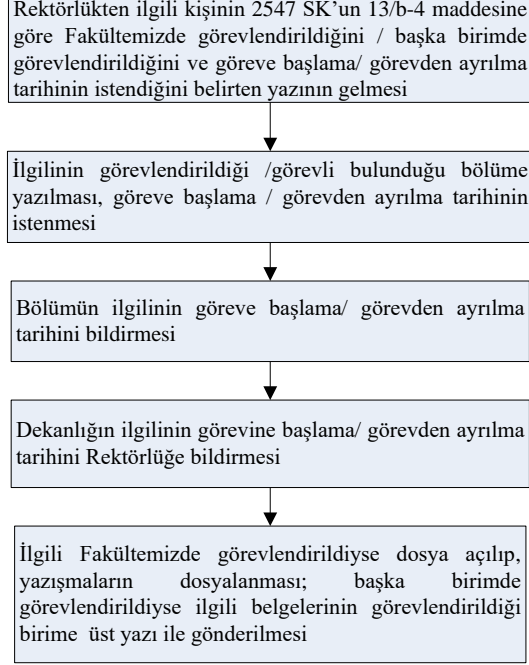 Rektörlükten ilgili kişinin 2547 SK’un 13/b-4 maddesine
göre Fakültemizde görevlendirildiğini / başka birimde
görevlendirildiğini ve göreve başlama/ görevden ayrılma
tarihinin istendiğini belirten yazının gelmesi
İlgilinin görevlendirildiği /görevli bulunduğu bölüme
yazılması, göreve başlama / görevden ayrılma tarihinin
istenmesi
Bölümün ilgilinin göreve başlama/ görevden ayrılma
tarihini bildirmesi
Dekanlığın ilgilinin görevine başlama/ görevden ayrılma
tarihini Rektörlüğe bildirmesi
İlgili Fakültemizde görevlendirildiyse dosya açılıp,
yazışmaların dosyalanması; başka birimde
görevlendirildiyse ilgili belgelerinin görevlendirildiği
birime üst yazı ile gönderilmesi